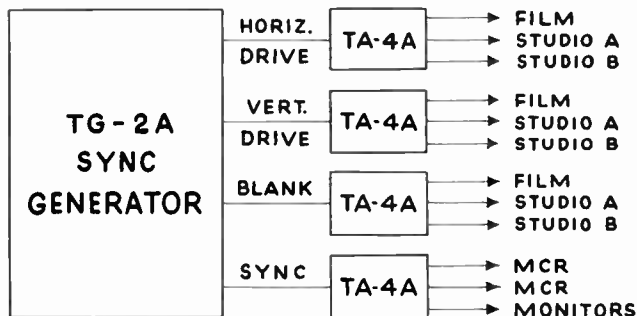 TG-2A
SYNC
GENERATOR
HORIZ.
DRIVE
TA-4A
FILM
STUDIO A
STUDIO B
VERT.
DRIVE
TA-4A
FILM
STUDIO A
STUDIO B
BLANK
TA-4A
FILM
STUDIO A
STUDIO B
SYNC
TA-4A
MCR
MCR
MONITORS